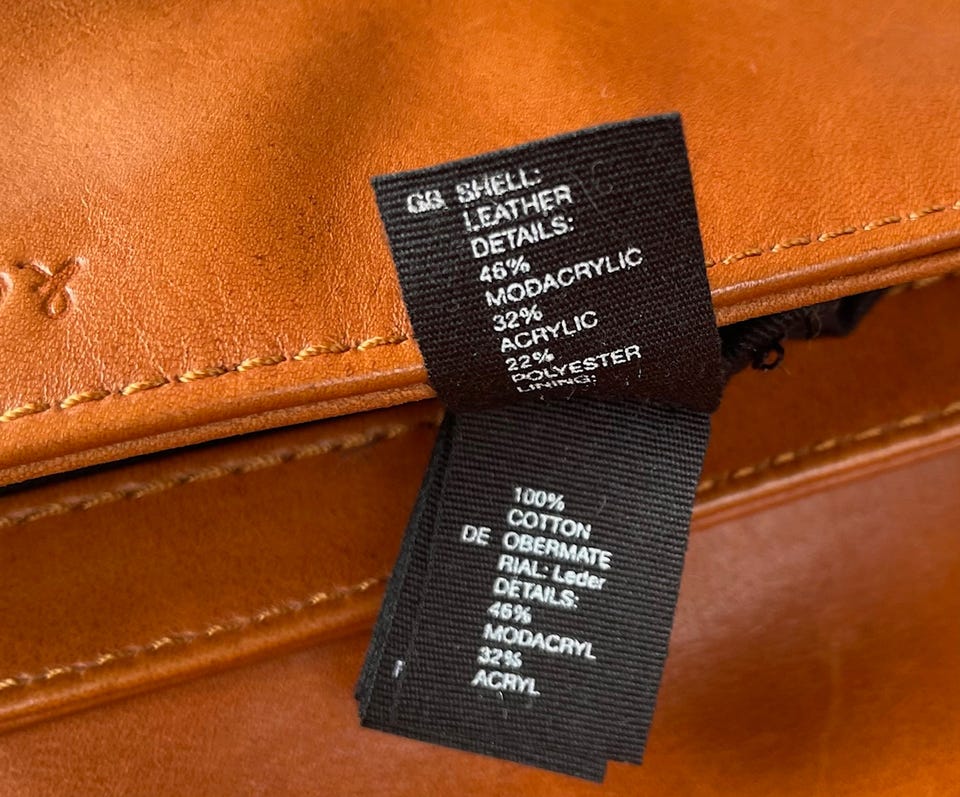 GB SHELL:
LEATHER
DETAILS:
46%
MODACRYLIC
32%
ACRYLIC
22%
POLYESTER
LINING:
100%
COTTON
DE OBERMATE
RIAL: Leder
DETAILS:
46%
MODACRYL
32%
ACRYL